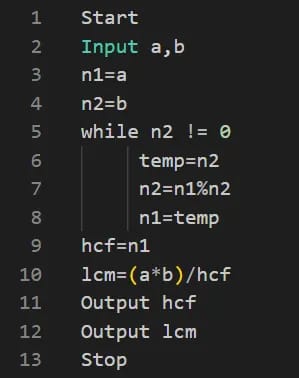 1 Start
2 Input a,b
3 n1=a
4 n2=b
5 while n2 != 0
6 temp=n2
7 n2=n1%n2
8 n1=temp
9 hcf=n1
10 lcm=(a*b)/hcf
11 Output hcf
12 Output lcm
13 Stop